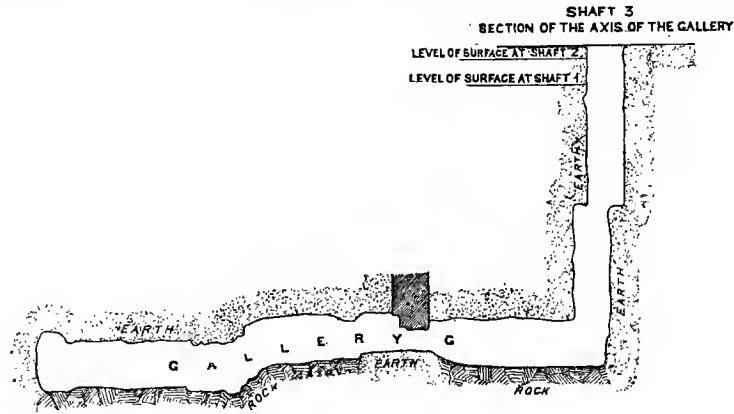 SHAFT 3
SECTION OF THE AXIS OF THE GALLERY
LEVEL OF SURFACE AT SHAFT 2
LEVEL OF SURFACE AT SHAFT 1
EARTH
EARTH
EARTH
GALLERY G
EARTH
ROCK
ROCK